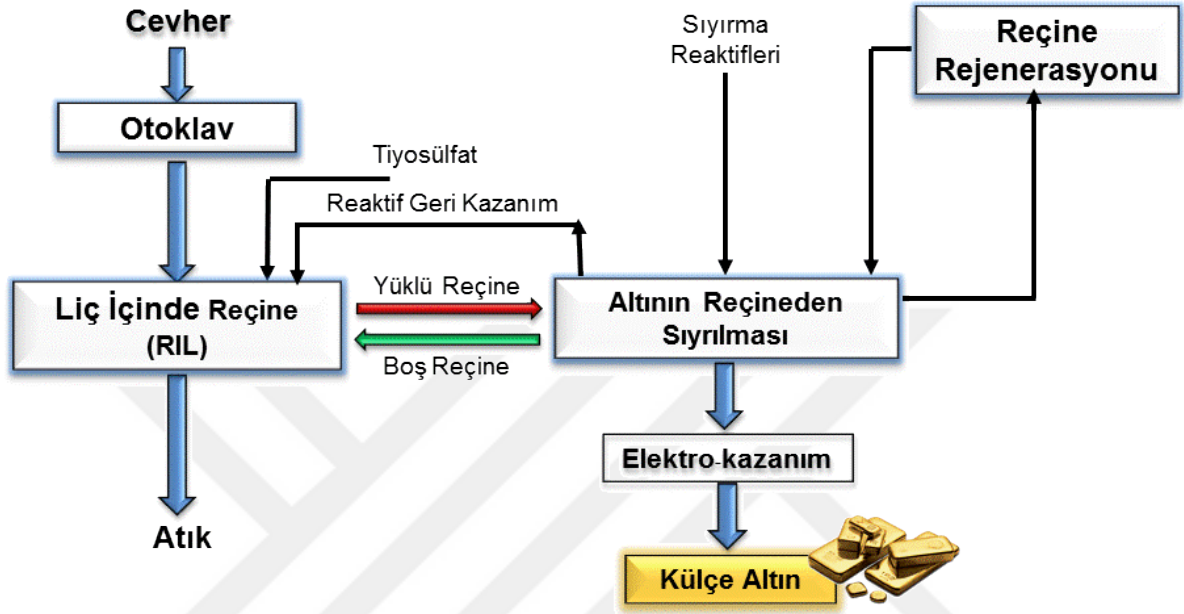 Cevher
Otoklav
Tiyosülfat
Reaktif Geri Kazanım
Liç İçinde Reçine
(RIL)
Yüklü Reçine
Boş Reçine
Atık
Sıyırma
Reaktifleri
Reçine
Rejenerasyonu
Altının Reçineden
Sıyrılması
Elektro-kazanım
Külçe Altın